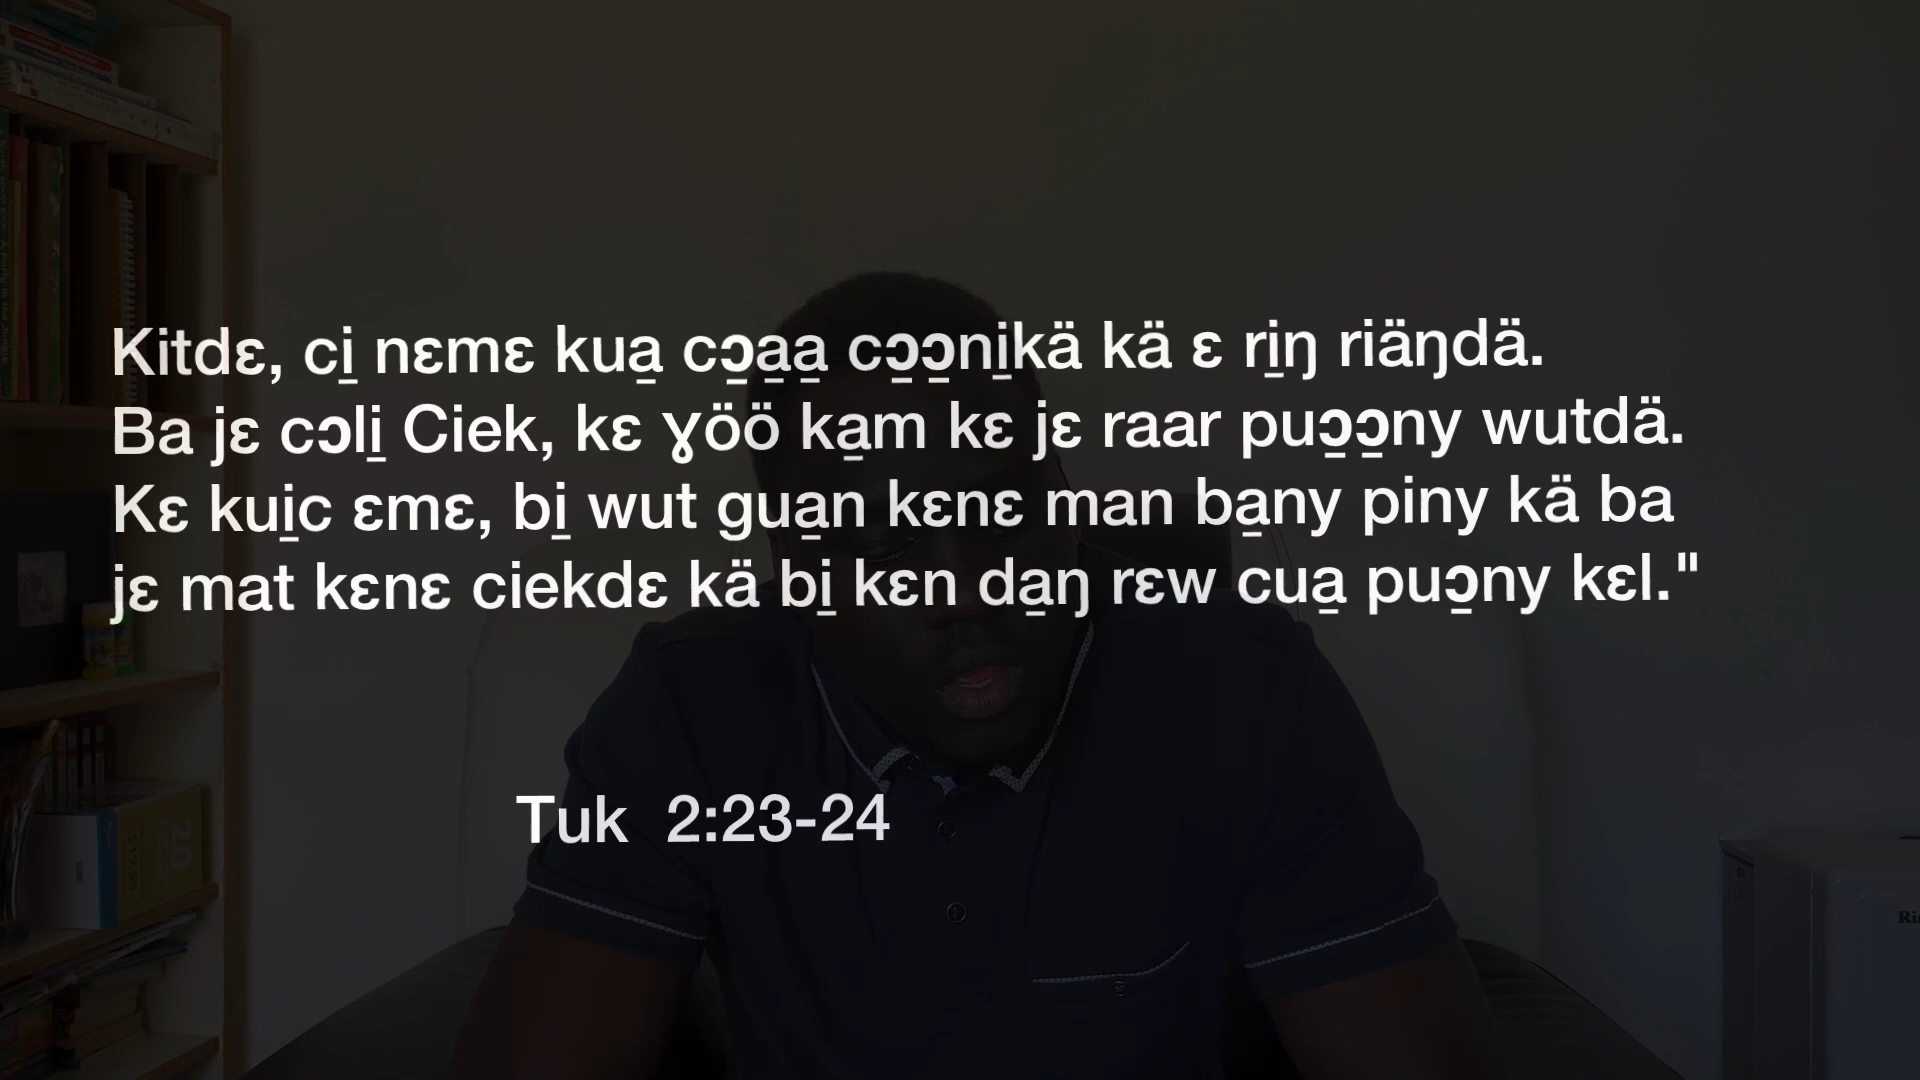 Kitdɛ, ci̱ nɛmɛ kua̱ cɔ̱a̱a̱ cɔ̱ɔ̱ni̱kä kä ɛ ri̱ŋ riäŋdä.
Ba jɛ cɔli̱ Ciek, kɛ ɣöö ka̱m kɛ jɛ raar puɔ̱ɔ̱ny wutdä.
Kɛ kui̱c ɛmɛ, bi̱ wut gua̱n kɛnɛ man ba̱ny piny kä ba
jɛ mat kɛnɛ ciekdɛ kä bi̱ kɛn da̱ŋ rɛw cua̱ puɔ̱ny kɛl."
Tuk 2:23-24